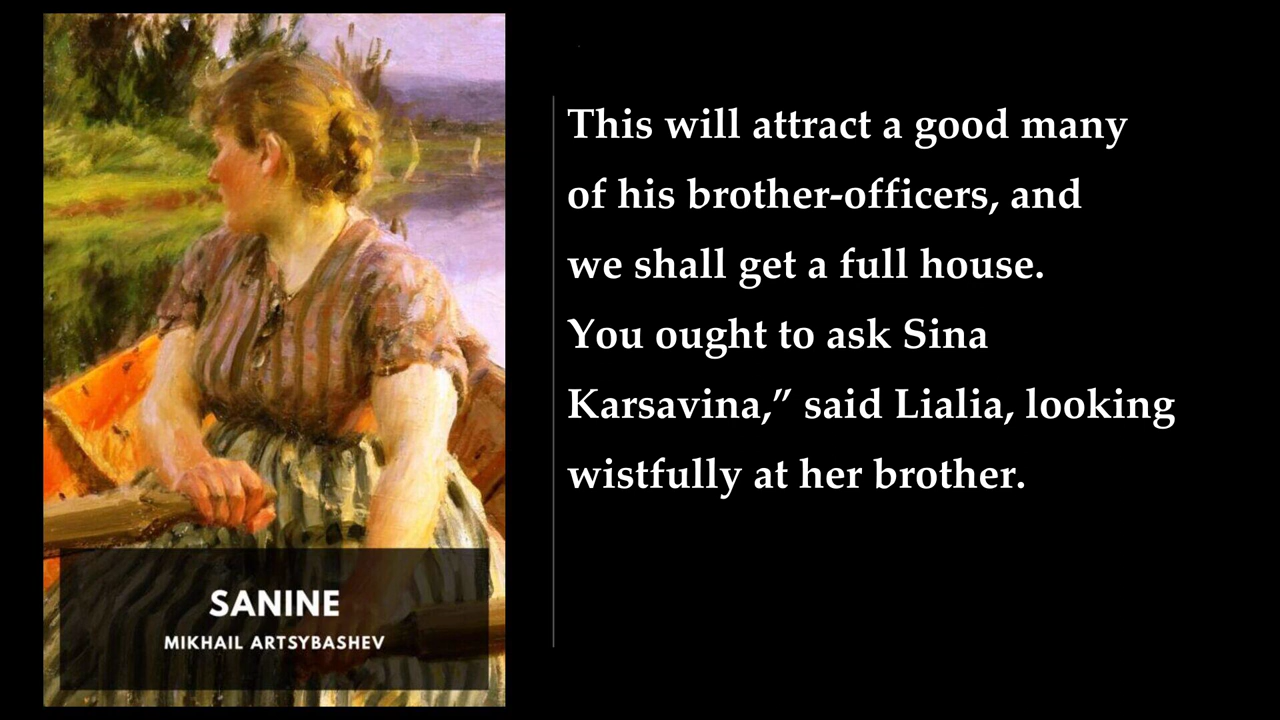 This will attract a good many
of his brother-officers, and
we shall get a full house.
You ought to ask Sina
Karsavina,” said Lialia, looking
wistfully at her brother.
SANINE
MIKHAIL ARTSYBASHEV